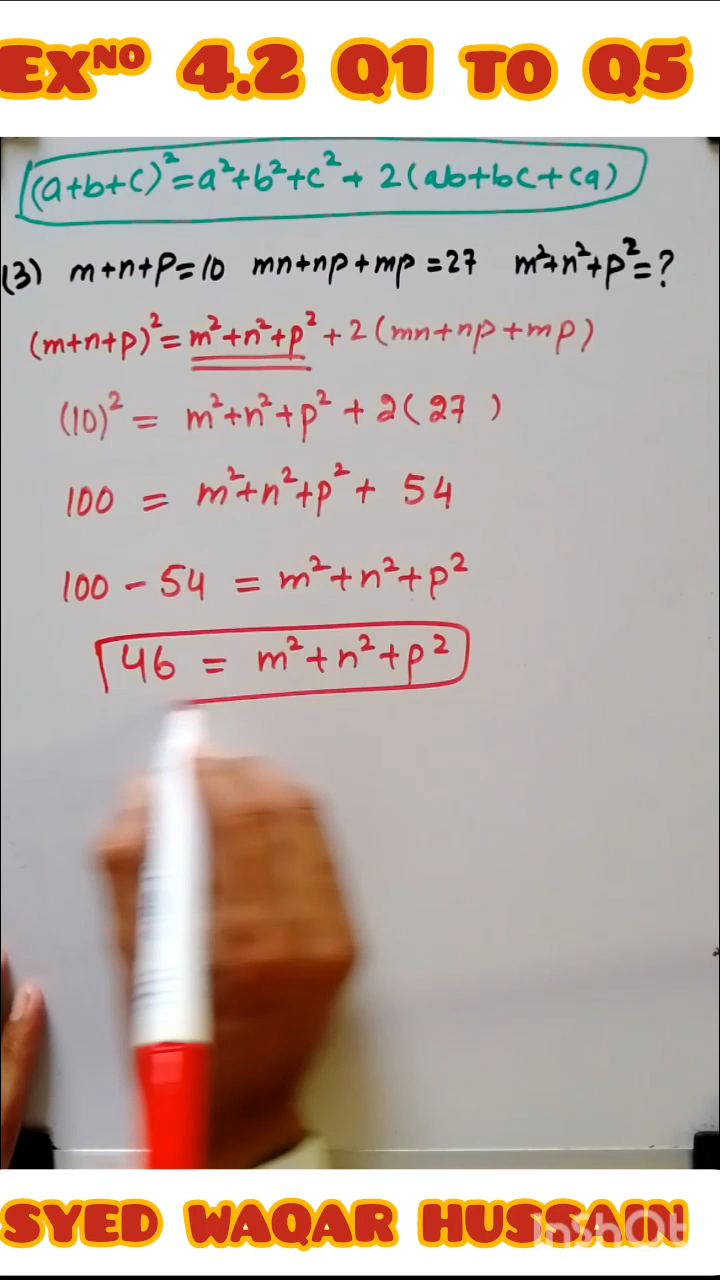 Exᴺᴼ 4.2 Q1 TO Q5
(a+b+c)² = a²+b²+c² + 2(ab+bc+ca)
(3) m+n+p=10 mn+np+mp=27 m²+n²+p²=?
(m+n+p)² = m²+n²+p² + 2(mn+np+mp)
(10)² = m²+n²+p² + 2(27 )
100 = m²+n²+p² + 54
100 - 54 = m²+n²+p²
46 = m²+n²+p²
SYED WAQAR HUSSAIN
InShOt